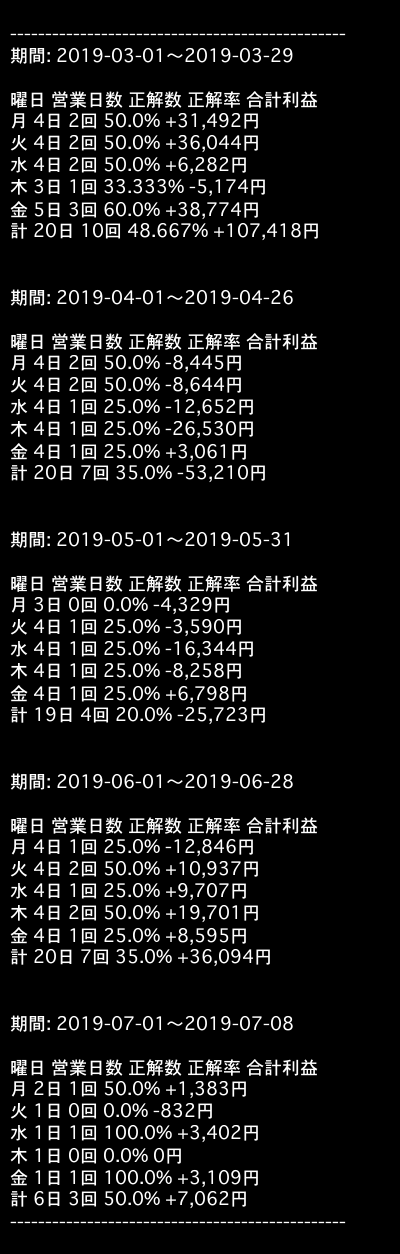 ------------------------------------------------
期間: 2019-03-01〜2019-03-29
曜日 営業日数 正解数 正解率 合計利益
月 4日 2回 50.0% +31,492円
火 4日 2回 50.0% +36,044円
水 4日 2回 50.0% +6,282円
木 3日 1回 33.333% -5,174円
金 5日 3回 60.0% +38,774円
計 20日 10回 48.667% +107,418円
期間: 2019-04-01〜2019-04-26
曜日 営業日数 正解数 正解率 合計利益
月 4日 2回 50.0% -8,445円
火 4日 2回 50.0% -8,644円
水 4日 1回 25.0% -12,652円
木 4日 1回 25.0% -26,530円
金 4日 1回 25.0% +3,061円
計 20日 7回 35.0% -53,210円
期間: 2019-05-01〜2019-05-31
曜日 営業日数 正解数 正解率 合計利益
月 3日 0回 0.0% -4,329円
火 4日 1回 25.0% -3,590円
水 4日 1回 25.0% -16,344円
木 4日 1回 25.0% -8,258円
金 4日 1回 25.0% +6,798円
計 19日 4回 20.0% -25,723円
期間: 2019-06-01〜2019-06-28
曜日 営業日数 正解数 正解率 合計利益
月 4日 1回 25.0% -12,846円
火 4日 2回 50.0% +10,937円
水 4日 1回 25.0% +9,707円
木 4日 2回 50.0% +19,701円
金 4日 1回 25.0% +8,595円
計 20日 7回 35.0% +36,094円
期間: 2019-07-01〜2019-07-08
曜日 営業日数 正解数 正解率 合計利益
月 2日 1回 50.0% +1,383円
火 1日 0回 0.0% -832円
水 1日 1回 100.0% +3,402円
木 1日 0回 0.0% 0円
金 1日 1回 100.0% +3,109円
計 6日 3回 50.0% +7,062円
------------------------------------------------